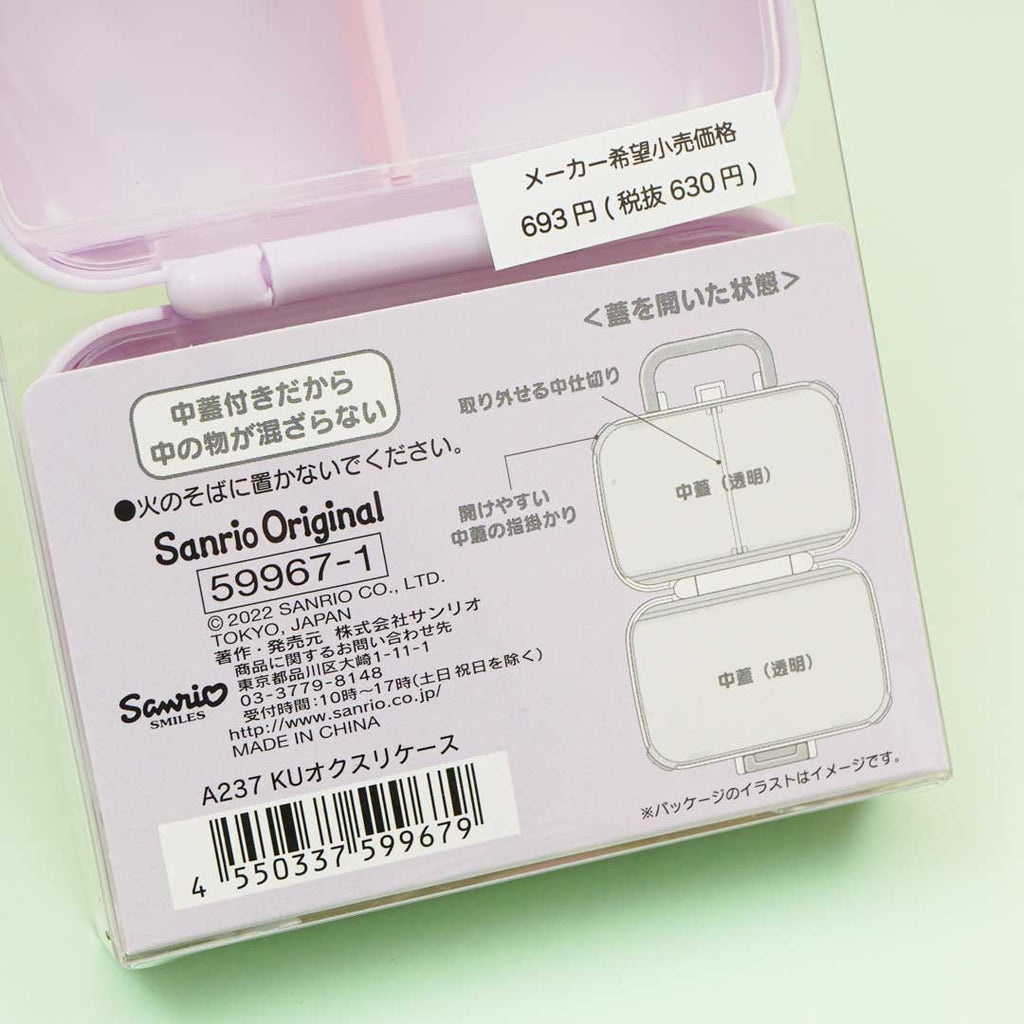 メーカー希望小売価格
693円(税抜630円)
<蓋を開いた状態>
中蓋付きだから
中の物が混ざらない
取り外せる中仕切り
●火のそばに置かないでください。
開けやすい
中蓋の指掛かり
中蓋(透明)
Sanrio Original
59967-1
© 2022 SANRIO CO., LTD.
TOKYO, JAPAN
著作・発売元 株式会社サンリオ
商品に関するお問い合わせ先
東京都品川区大崎1-11-1
03-3779-8148
受付時間:10時~17時(土日祝日を除く)
http://www.sanrio.co.jp/
MADE IN CHINA
Sanrio
SMILES
中蓋(透明)
A237 KUオクスリケース
4 550337 599679
※パッケージのイラストはイメージです。